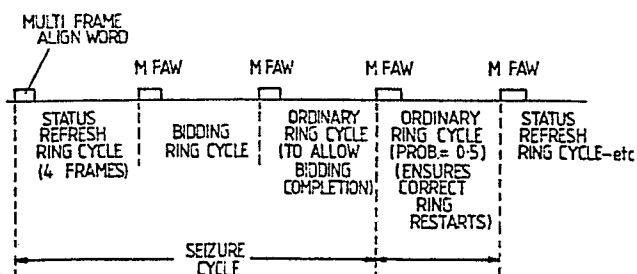 MULTI FRAME
ALIGN WORD
M FAW
M FAW
M FAW
M FAW
STATUS
REFRESH
RING CYCLE
(4 FRAMES)
BIDDING
RING CYCLE
ORDINARY
RING CYCLE
(TO ALLOW
BIDDING
COMPLETION)
ORDINARY
RING CYCLE
(PROB.= 0·5)
(ENSURES
CORRECT
RING
RESTARTS)
STATUS
REFRESH
RING CYCLE-etc
SEIZURE
CYCLE